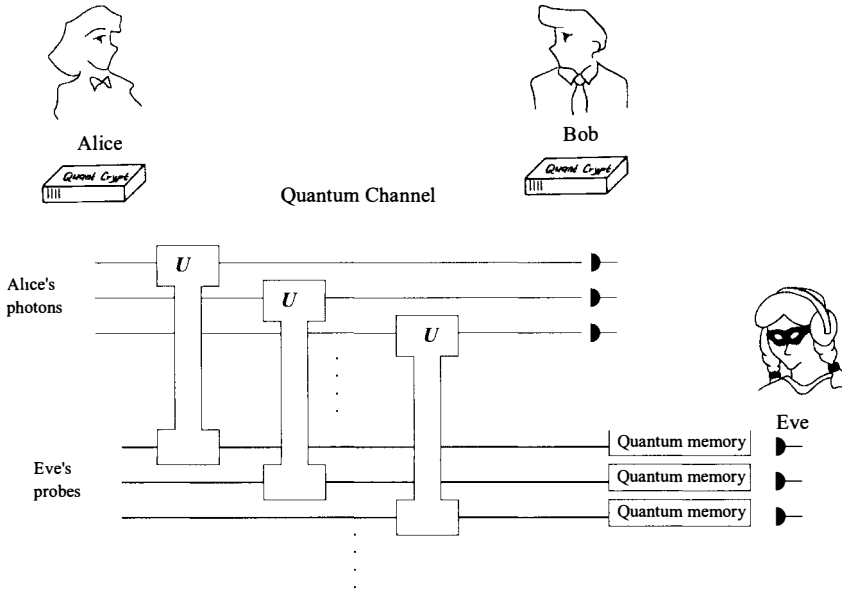 Alice
Bob
Quant Crypt
Quant Crypt
Quantum Channel
U
Alice's
photons
U
U
Eve
Eve's
probes
Quantum memory
Quantum memory
Quantum memory